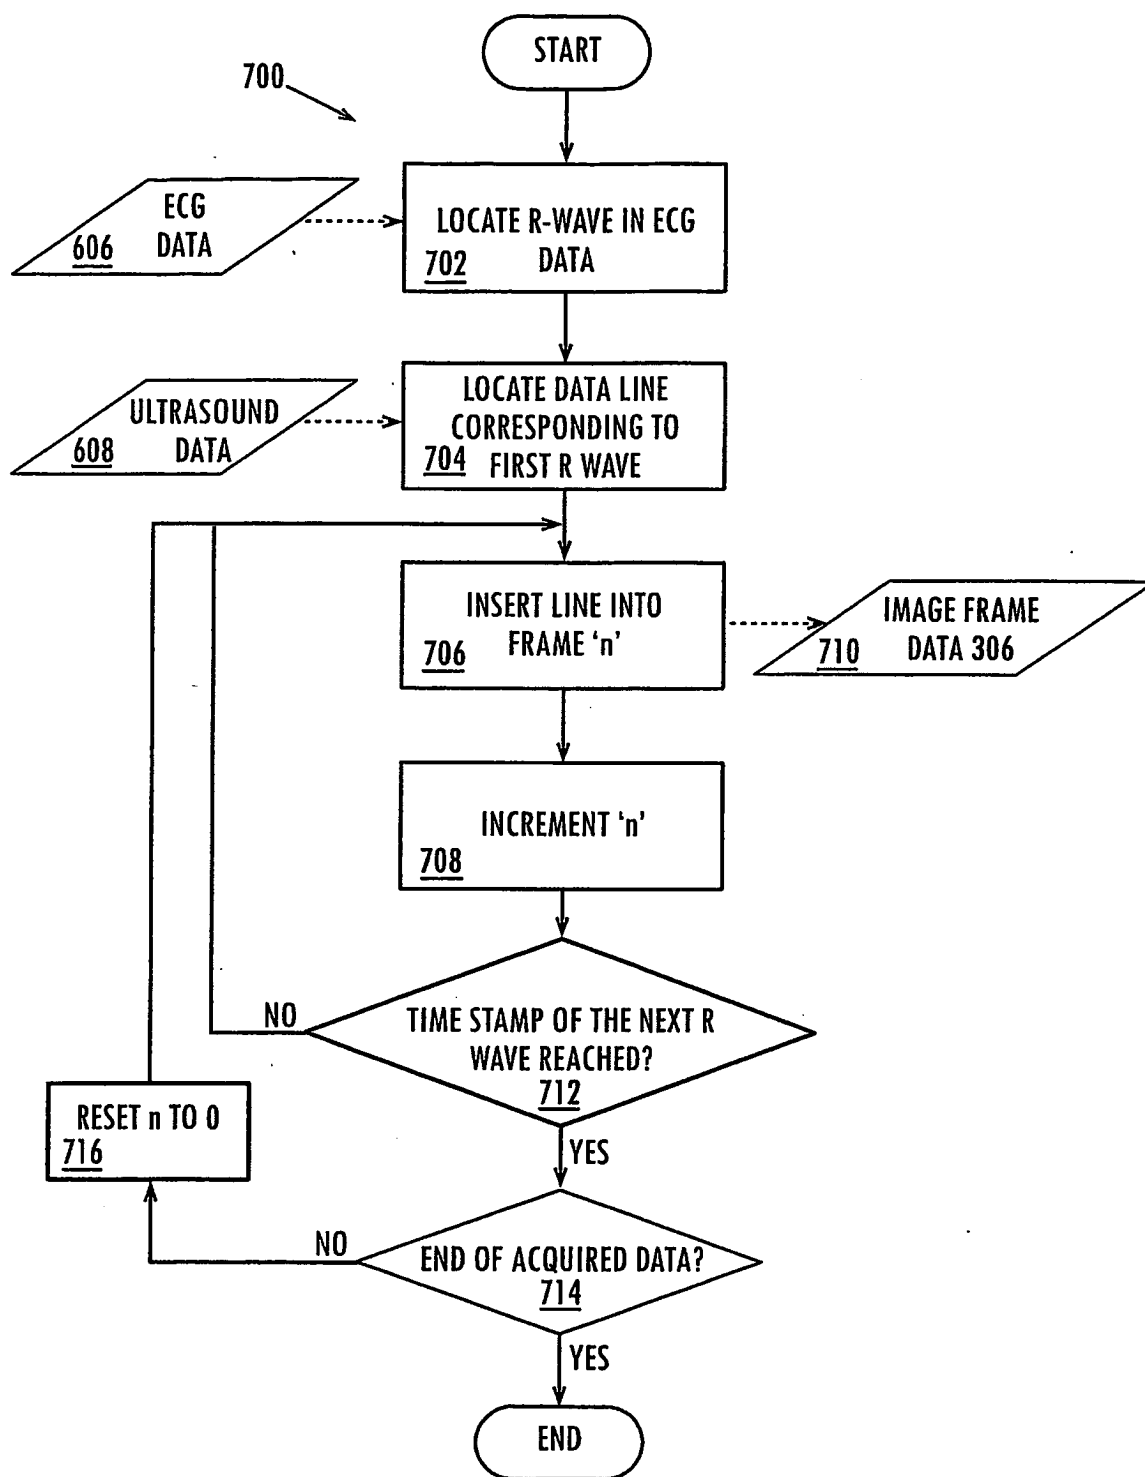 START
700
ECG
606 DATA
LOCATE R-WAVE IN ECG
DATA
702
ULTRASOUND
608 DATA
LOCATE DATA LINE
CORRESPONDING TO
704 FIRST R WAVE
INSERT LINE INTO
FRAME ‘n’
706
IMAGE FRAME
710 DATA 306
INCREMENT ‘n’
708
NO
TIME STAMP OF THE NEXT R
WAVE REACHED?
712
RESET n TO 0
716
YES
NO
END OF ACQUIRED DATA?
714
YES
END